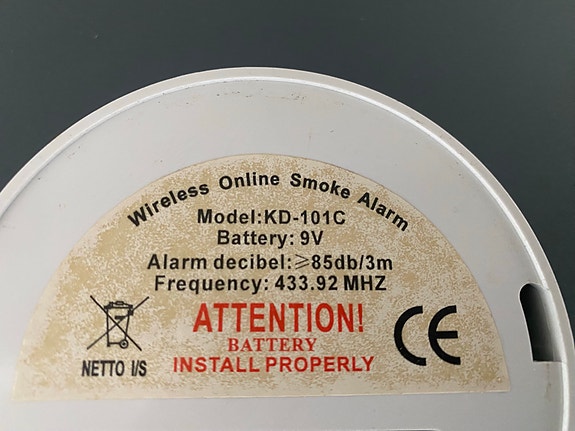 Wireless Online Smoke Alarm
Model:KD-101C
Battery: 9V
Alarm decibel:⩾85db/3m
Frequency: 433.92 MHZ
ATTENTION!
BATTERY
INSTALL PROPERLY
NETTO I/S
CE